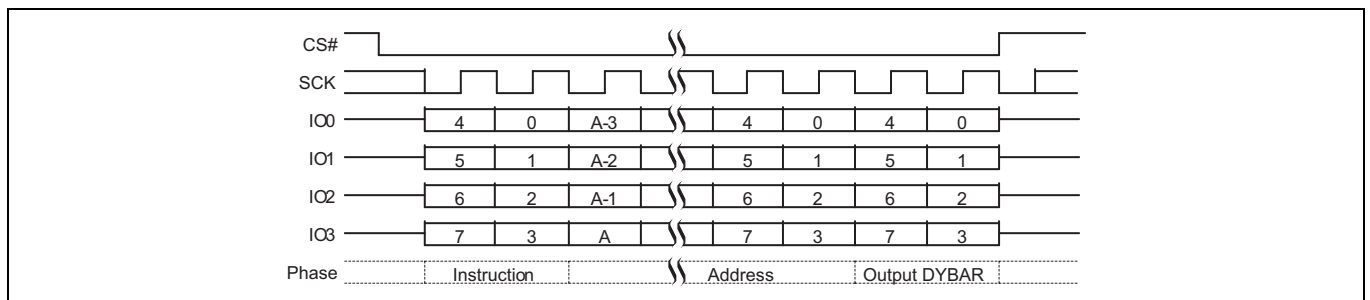 CS#
SCK
IO0 4 0 A-3 4 0 4 0
IO1 5 1 A-2 5 1 5 1
IO2 6 2 A-1 6 2 6 2
IO3 7 3 A 7 3 7 3
Phase Instruction Address Output DYBAR